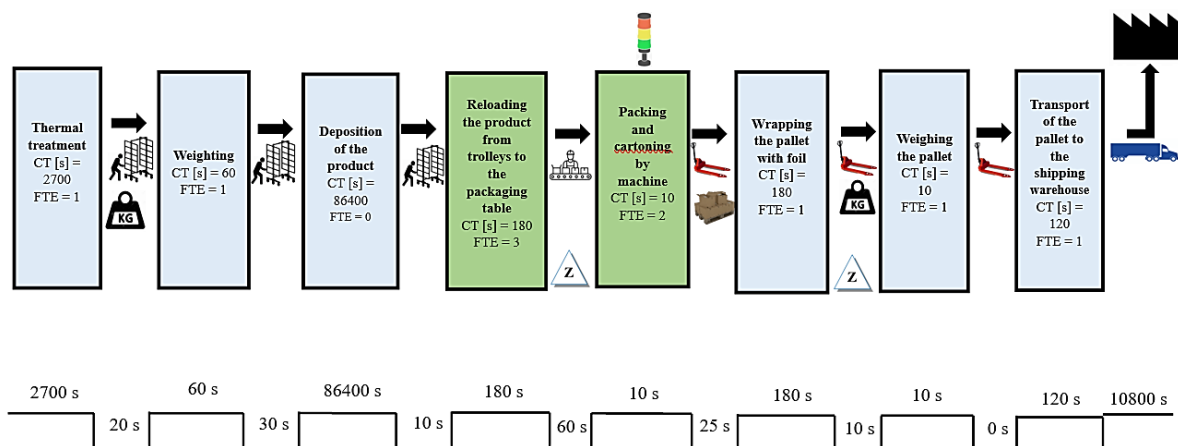 Thermal
treatment
CT [s] =
2700
FTE = 1
KG
Weighting
CT [s] = 60
FTE = 1
Deposition
of the
product
CT [s] =
86400
FTE = 0
Reloading
the product
from
trolleys to
the
packaging
table
CT [s] = 180
FTE = 3
Z
Packing
and
cartoning
by
machine
CT [s] = 10
FTE = 2
Wrapping
the pallet
with foil
CT [s] =
180
FTE = 1
KG
Z
Weighing
the pallet
CT [s] =
10
FTE = 1
Transport
of the
pallet to
the
shipping
warehouse
CT [s] =
120
FTE = 1
2700 s
60 s
86400 s
180 s
10 s
180 s
10 s
120 s
10800 s
20 s
30 s
10 s
60 s
25 s
10 s
0 s